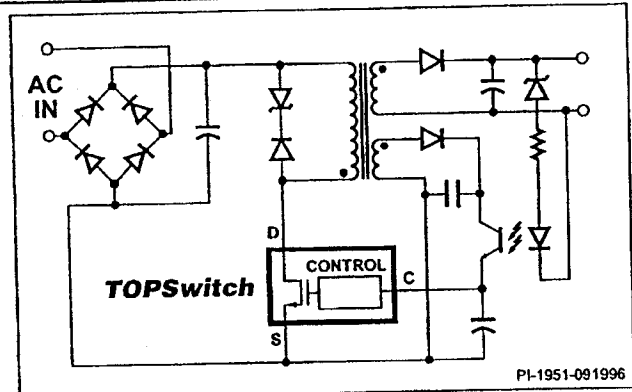 AC
IN
D
CONTROL
C
TOPSwitch
S
PI-1951-091996